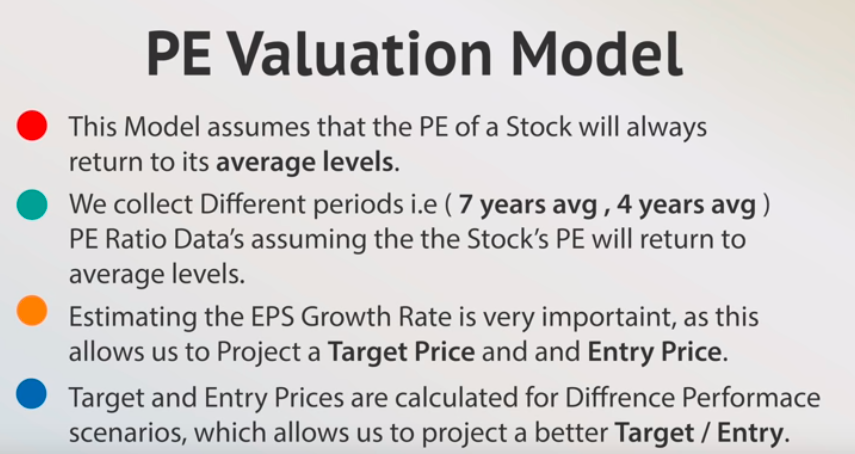 PE Valuation Model
This Model assumes that the PE of a Stock will always
return to its average levels.
We collect Different periods i.e ( 7 years avg , 4 years avg )
PE Ratio Data's assuming the the Stock's PE will return to
average levels.
Estimating the EPS Growth Rate is very importaint, as this
allows us to Project a Target Price and and Entry Price.
Target and Entry Prices are calculated for Diffrence Performace
scenarios, which allows us to project a better Target / Entry.